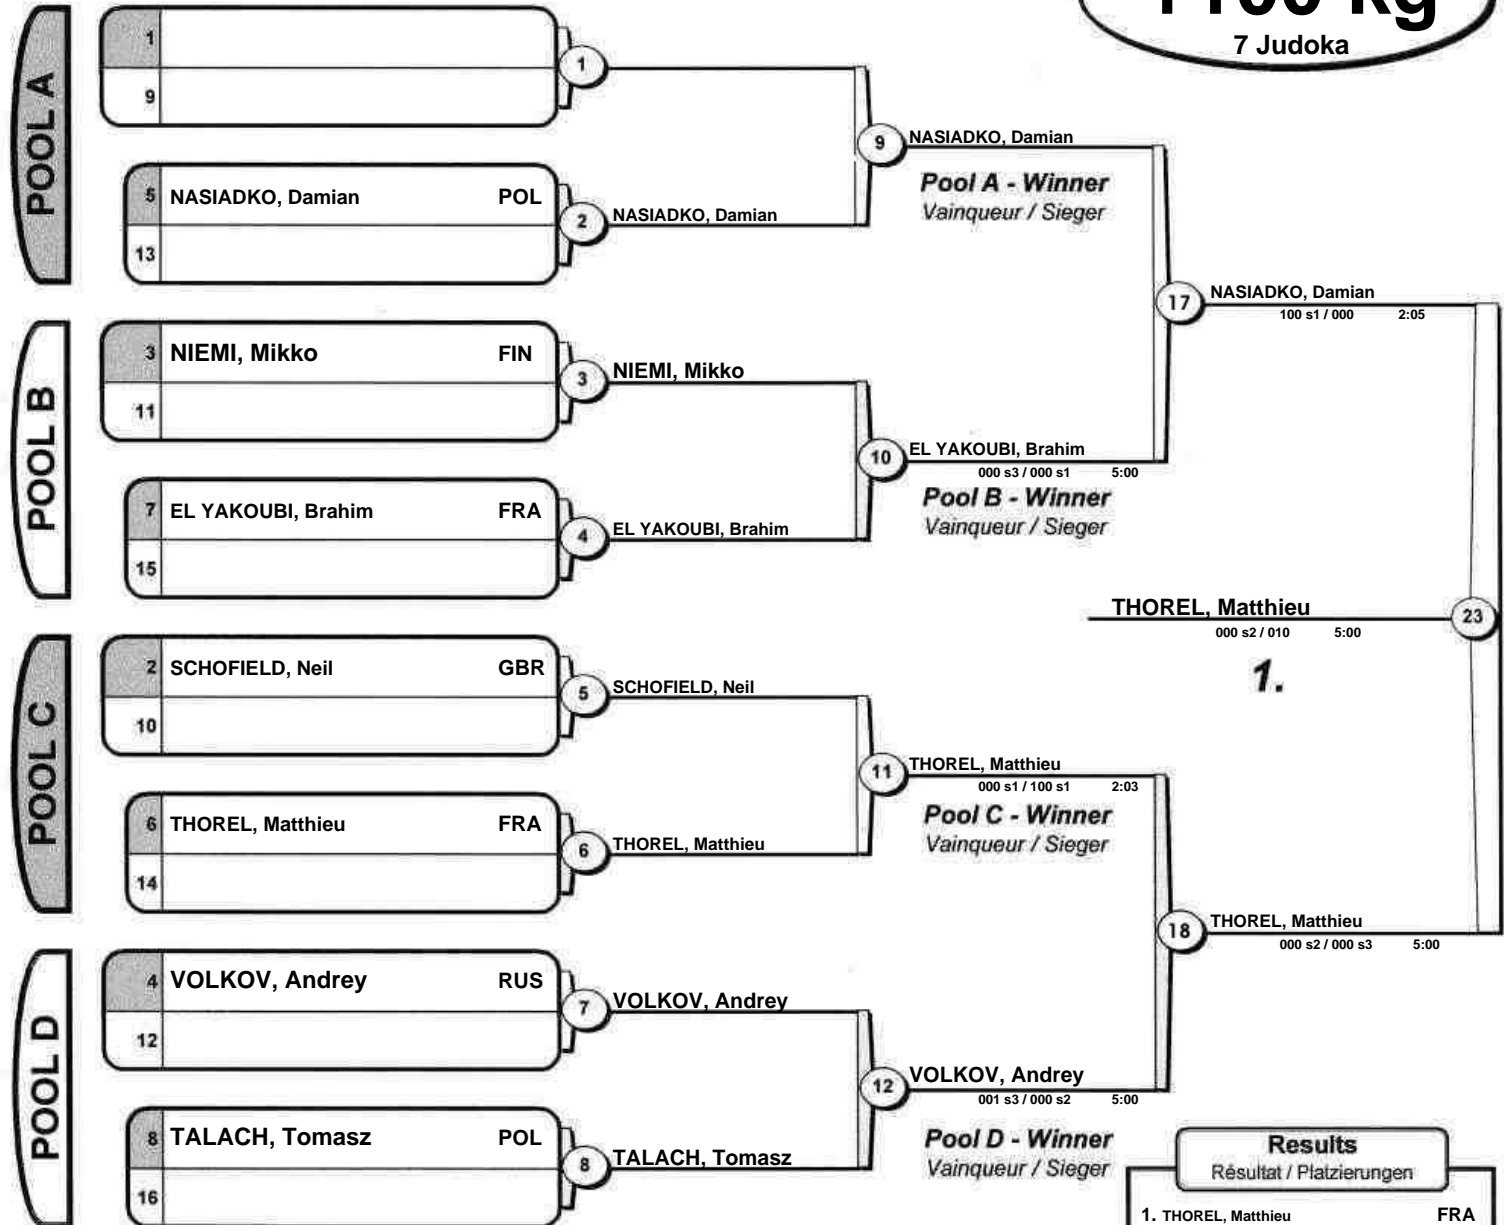 7 Judoka
POOL A
1
9
1
5 NASIADKO, Damian POL
13
2 NASIADKO, Damian
9 NASIADKO, Damian
Pool A - Winner
Vainqueur / Sieger
POOL B
3 NIEMI, Mikko FIN
11
3 NIEMI, Mikko
7 EL YAKOUBI, Brahim FRA
15
4 EL YAKOUBI, Brahim
10 EL YAKOUBI, Brahim
000 s3 / 000 s1 5:00
Pool B - Winner
Vainqueur / Sieger
17 NASIADKO, Damian
100 s1 / 000 2:05
THOREL, Matthieu 23
000 s2 / 010 5:00
1.
POOL C
2 SCHOFIELD, Neil GBR
10
5 SCHOFIELD, Neil
6 THOREL, Matthieu FRA
14
6 THOREL, Matthieu
11 THOREL, Matthieu
000 s1 / 100 s1 2:03
Pool C - Winner
Vainqueur / Sieger
18 THOREL, Matthieu
000 s2 / 000 s3 5:00
POOL D
4 VOLKOV, Andrey RUS
12
7 VOLKOV, Andrey
8 TALACH, Tomasz POL
16
8 TALACH, Tomasz
12 VOLKOV, Andrey
001 s3 / 000 s2 5:00
Pool D - Winner
Vainqueur / Sieger
Results
Résultat / Platzierungen
1. THOREL, Matthieu FRA